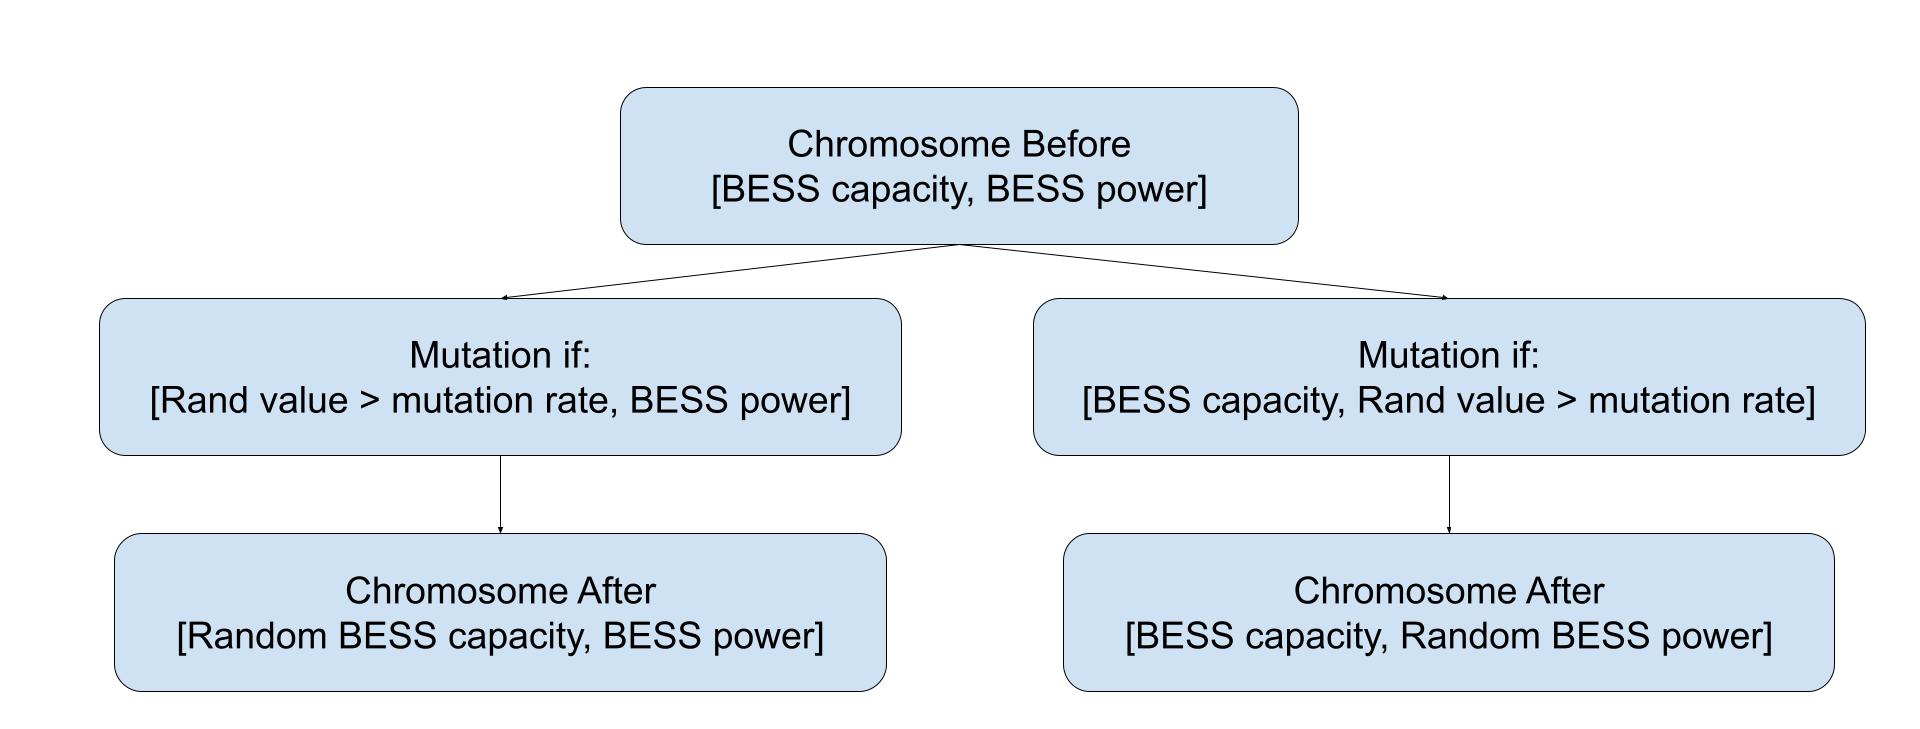 Chromosome Before
[BESS capacity, BESS power]
Mutation if:
[Rand value > mutation rate, BESS power]
Mutation if:
[BESS capacity, Rand value > mutation rate]
Chromosome After
[Random BESS capacity, BESS power]
Chromosome After
[BESS capacity, Random BESS power]